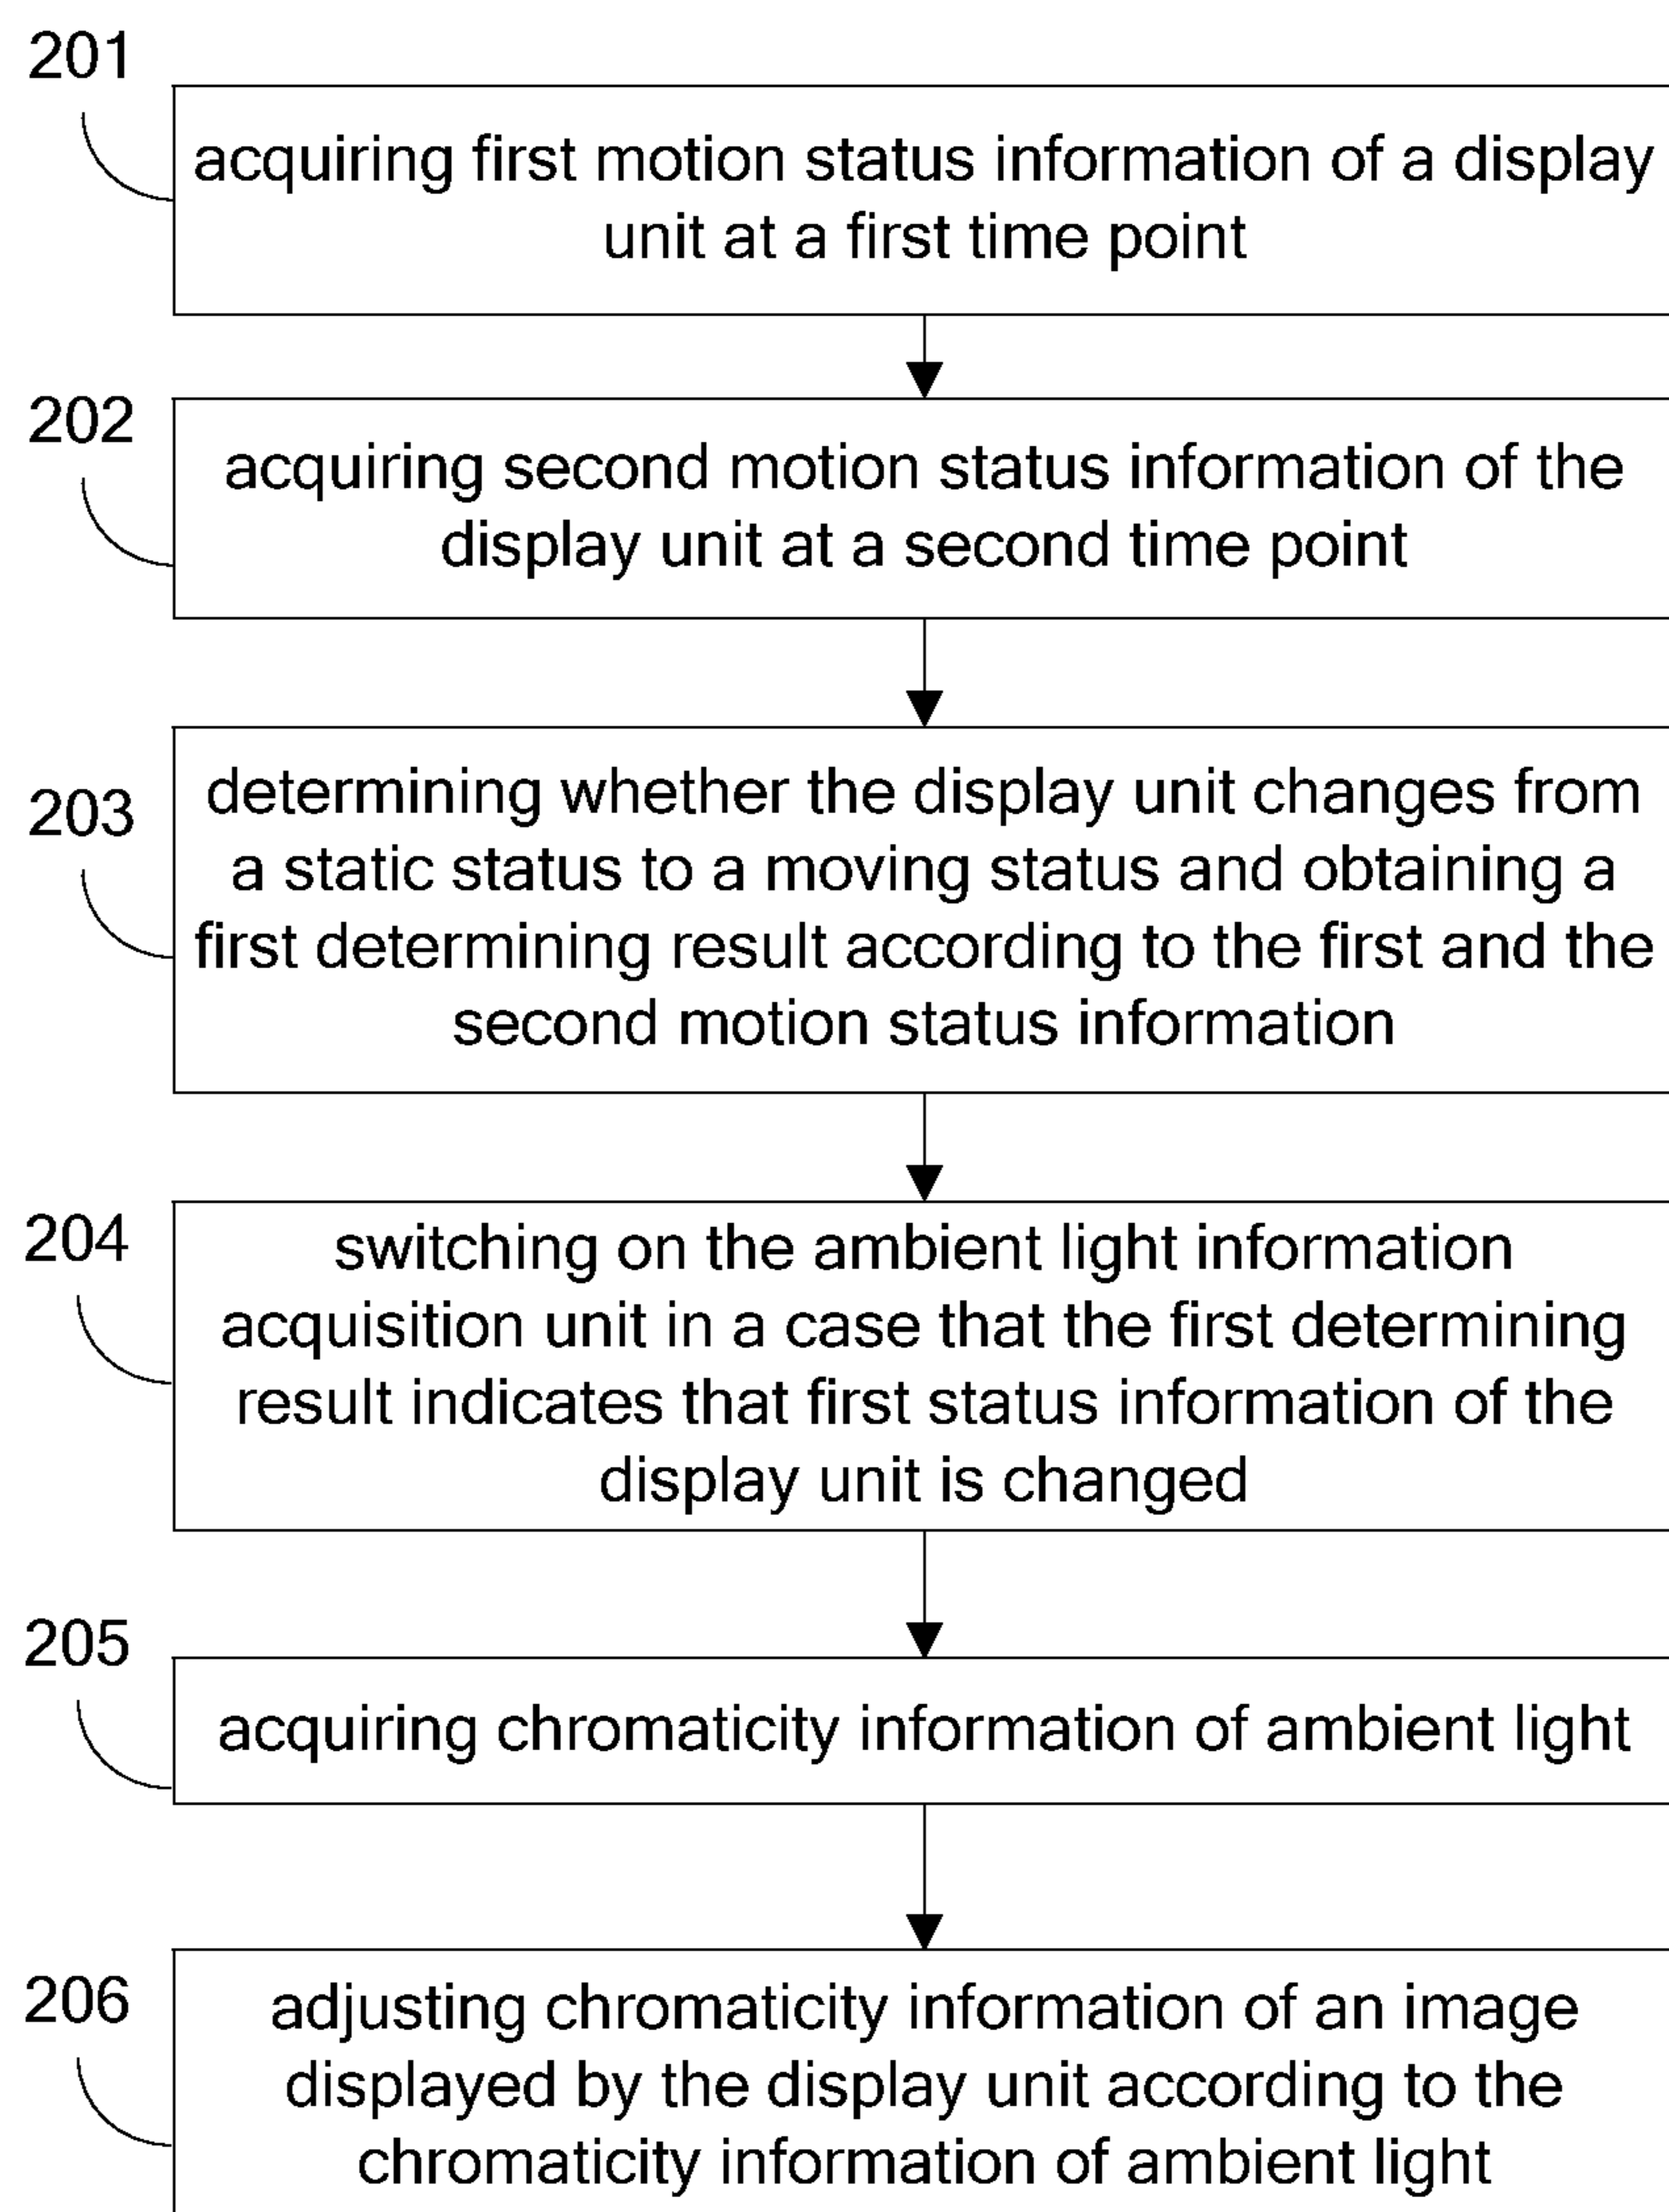 201
acquiring first motion status information of a display
unit at a first time point
202
acquiring second motion status information of the
display unit at a second time point
203
determining whether the display unit changes from
a static status to a moving status and obtaining a
first determining result according to the first and the
second motion status information
204
switching on the ambient light information
acquisition unit in a case that the first determining
result indicates that first status information of the
display unit is changed
205
acquiring chromaticity information of ambient light
206
adjusting chromaticity information of an image
displayed by the display unit according to the
chromaticity information of ambient light